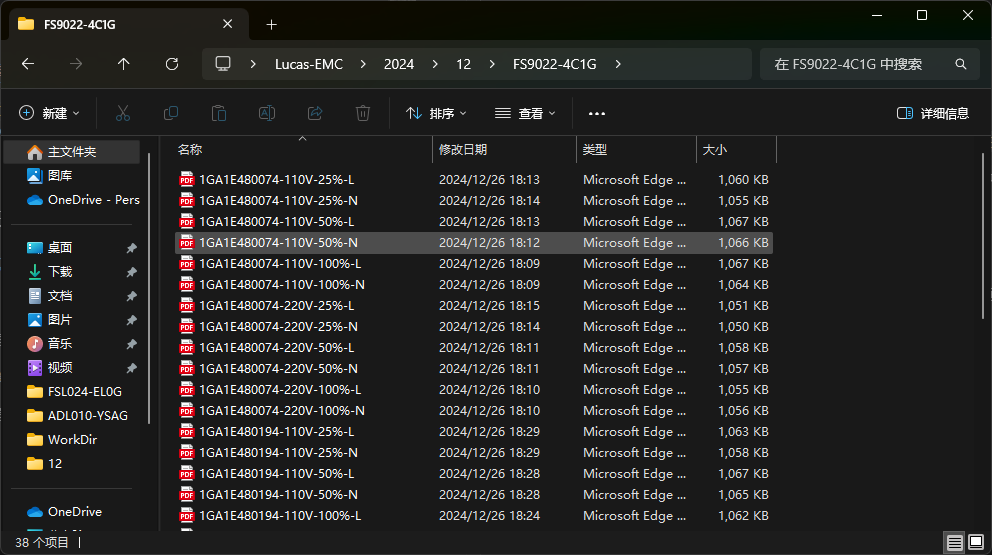 FS9022-4C1G
Lucas-EMC 2024 12 FS9022-4C1G
在 FS9022-4C1G 中搜索
新建 排序 查看 详细信息
主文件夹
图库
OneDrive - Pers
桌面
下载
文档
图片
音乐
视频
FSL024-EL0G
ADL010-YSAG
WorkDir
12
OneDrive
名称 修改日期 类型 大小
1GA1E480074-110V-25%-L 2024/12/26 18:13 Microsoft Edge ... 1,060 KB
1GA1E480074-110V-25%-N 2024/12/26 18:14 Microsoft Edge ... 1,055 KB
1GA1E480074-110V-50%-L 2024/12/26 18:13 Microsoft Edge ... 1,067 KB
1GA1E480074-110V-50%-N 2024/12/26 18:12 Microsoft Edge ... 1,066 KB
1GA1E480074-110V-100%-L 2024/12/26 18:09 Microsoft Edge ... 1,067 KB
1GA1E480074-110V-100%-N 2024/12/26 18:09 Microsoft Edge ... 1,064 KB
1GA1E480074-220V-25%-L 2024/12/26 18:15 Microsoft Edge ... 1,051 KB
1GA1E480074-220V-25%-N 2024/12/26 18:14 Microsoft Edge ... 1,050 KB
1GA1E480074-220V-50%-L 2024/12/26 18:11 Microsoft Edge ... 1,058 KB
1GA1E480074-220V-50%-N 2024/12/26 18:11 Microsoft Edge ... 1,057 KB
1GA1E480074-220V-100%-L 2024/12/26 18:10 Microsoft Edge ... 1,055 KB
1GA1E480074-220V-100%-N 2024/12/26 18:10 Microsoft Edge ... 1,056 KB
1GA1E480194-110V-25%-L 2024/12/26 18:29 Microsoft Edge ... 1,063 KB
1GA1E480194-110V-25%-N 2024/12/26 18:29 Microsoft Edge ... 1,058 KB
1GA1E480194-110V-50%-L 2024/12/26 18:28 Microsoft Edge ... 1,067 KB
1GA1E480194-110V-50%-N 2024/12/26 18:28 Microsoft Edge ... 1,065 KB
1GA1E480194-110V-100%-L 2024/12/26 18:24 Microsoft Edge ... 1,062 KB
38 个项目